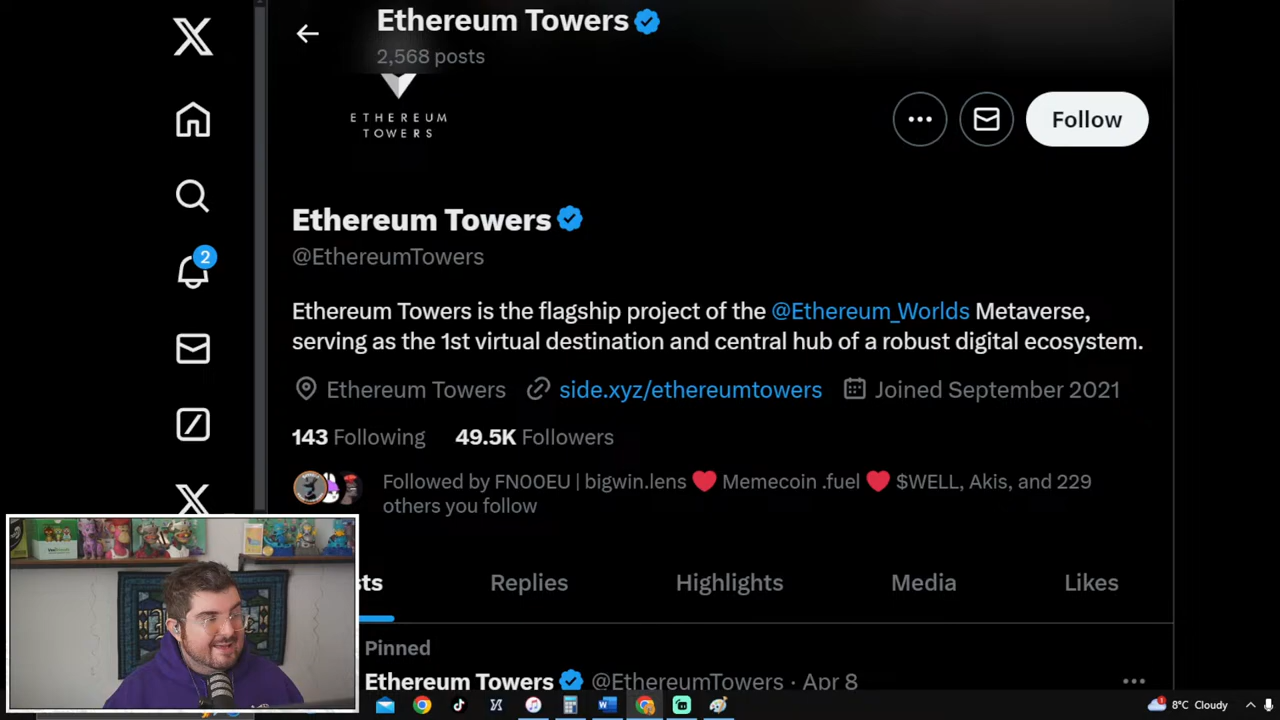 Ethereum Towers
2,568 posts
ETHEREUM
TOWERS
Follow
Ethereum Towers
@EthereumTowers
2
Ethereum Towers is the flagship project of the @Ethereum_Worlds Metaverse,
serving as the 1st virtual destination and central hub of a robust digital ecosystem.
Ethereum Towers side.xyz/ethereumtowers Joined September 2021
143 Following 49.5K Followers
Followed by FN00EU | bigwin.lens ❤️ Memecoin .fuel ❤️ $WELL, Akis, and 229
others you follow
sts Replies Highlights Media Likes
Pinned
Ethereum Towers @EthereumTowers · Apr 8
8°C Cloudy